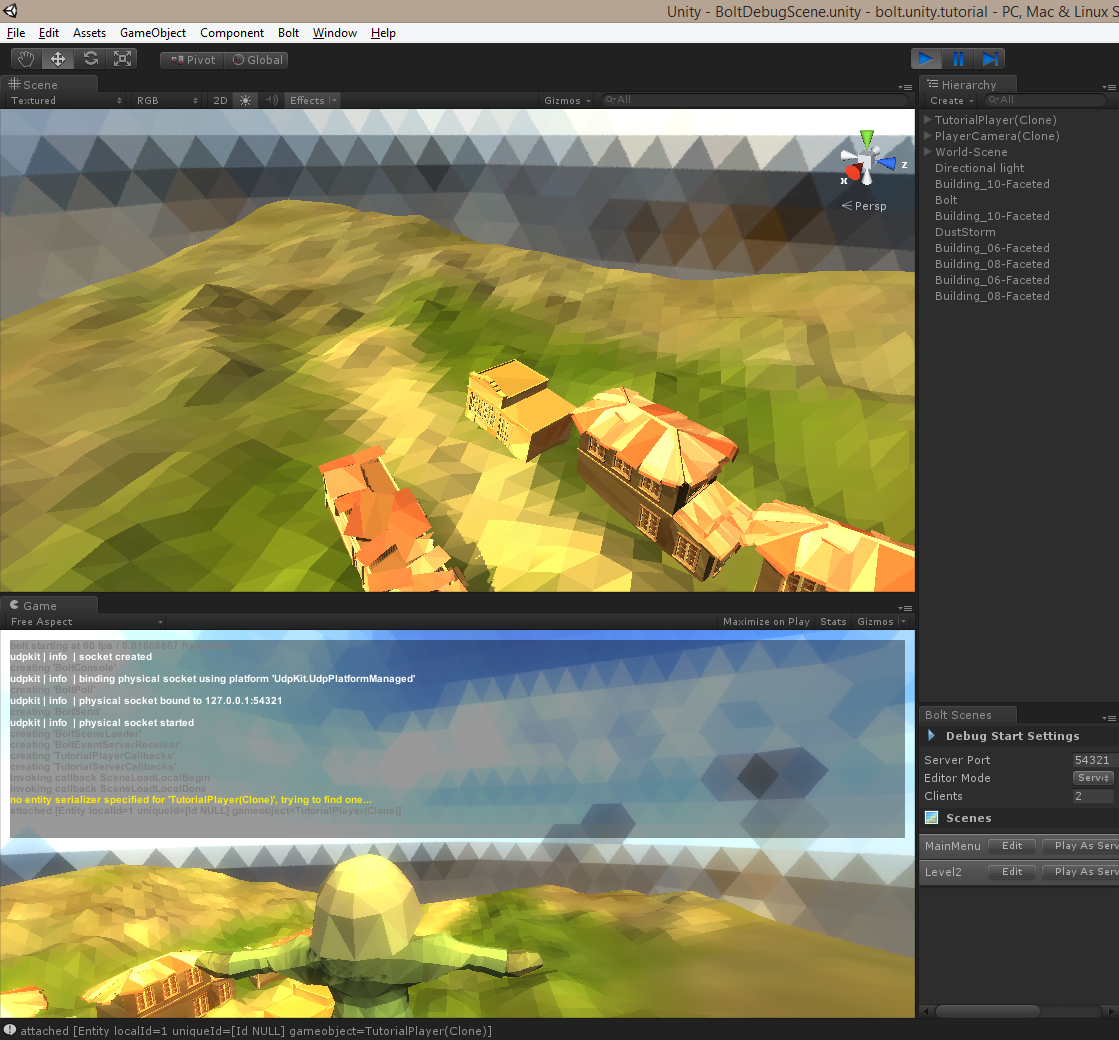 Unity - BoltDebugScene.unity - bolt.unity.tutorial - PC, Mac & Linux S
File Edit Assets GameObject Component Bolt Window Help
Pivot Global
Scene
Textured RGB 2D Effects Gizmos All
z
x
Persp
Hierarchy
Create All
TutorialPlayer(Clone)
PlayerCamera(Clone)
World-Scene
Directional light
Building_10-Faceted
Bolt
Building_10-Faceted
DustStorm
Building_06-Faceted
Building_08-Faceted
Building_06-Faceted
Building_08-Faceted
Game
Free Aspect Maximize on Play Stats Gizmos
bolt starting at 60 fps / 0.01666667
udpkit | info | socket created
creating 'BoltConsole'
udpkit | info | binding physical socket using platform 'UdpKit.UdpPlatformManaged'
creating 'BoltPoll'
udpkit | info | physical socket bound to 127.0.0.1:54321
creating 'BoltSend'
udpkit | info | physical socket started
creating 'BoltSceneLoader'
creating 'BoltEventServerReceiver'
creating 'TutorialPlayerCallbacks'
creating 'TutorialServerCallbacks'
Invoking callback SceneLoadLocalBegin
Invoking callback SceneLoadLocalDone
no entity serializer specified for 'TutorialPlayer(Clone)', trying to find one...
attached [Entity localId=1 uniqueId=[Id NULL] gameobject=TutorialPlayer(Clone)]
Bolt Scenes
Debug Start Settings
Server Port 54321
Editor Mode Serv
Clients 2
Scenes
MainMenu Edit Play As Serv
Level2 Edit Play As Serv
attached [Entity localId=1 uniqueId=[Id NULL] gameobject=TutorialPlayer(Clone)]